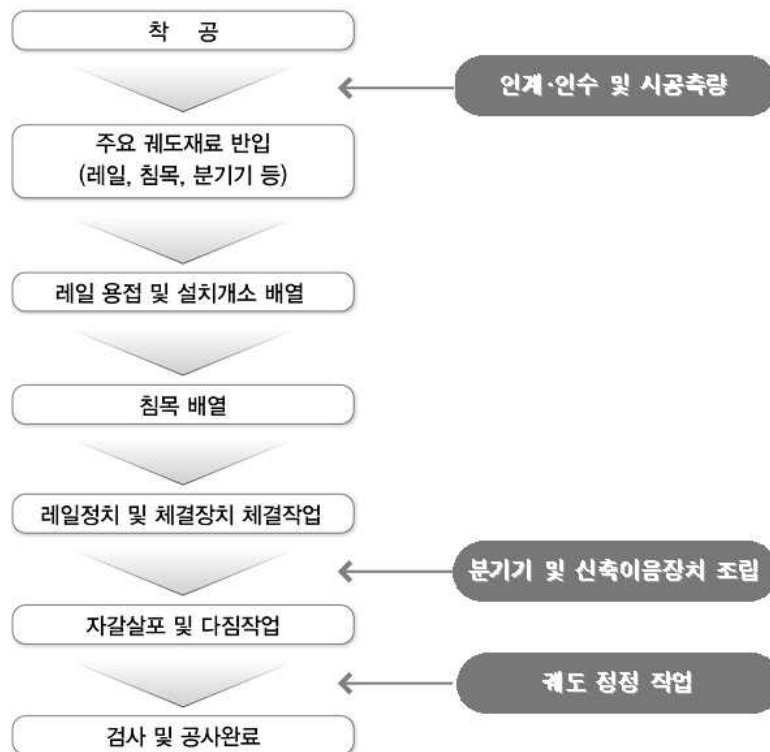 착 공
인계·인수 및 시공측량
주요 궤도재료 반입
(레일, 침목, 분기기 등)
레일 용접 및 설치개소 배열
침목 배열
레일정치 및 체결장치 체결작업
분기기 및 신축이음장치 조립
자갈살포 및 다짐작업
궤도 정정 작업
검사 및 공사완료